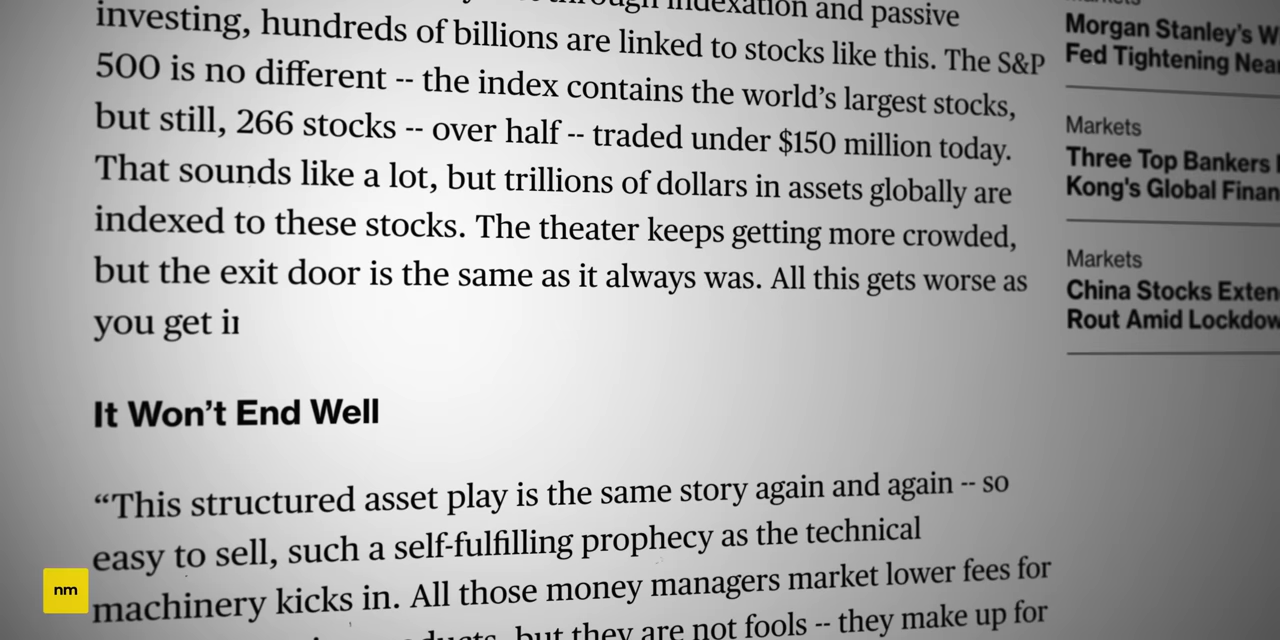 indexation and passive
investing, hundreds of billions are linked to stocks like this. The S&P
500 is no different -- the index contains the world's largest stocks,
but still, 266 stocks -- over half -- traded under $150 million today.
That sounds like a lot, but trillions of dollars in assets globally are
indexed to these stocks. The theater keeps getting more crowded,
but the exit door is the same as it always was. All this gets worse as
you get
It Won't End Well
“This structured asset play is the same story again and again -- so
easy to sell, such a self-fulfilling prophecy as the technical
machinery kicks in. All those money managers market lower fees for
but they are not fools -- they make up for
Morgan Stanley's
Fed Tightening
Markets
Three Top Bankers
Kong's Global
Markets
China Stocks
Rout Amid
nm